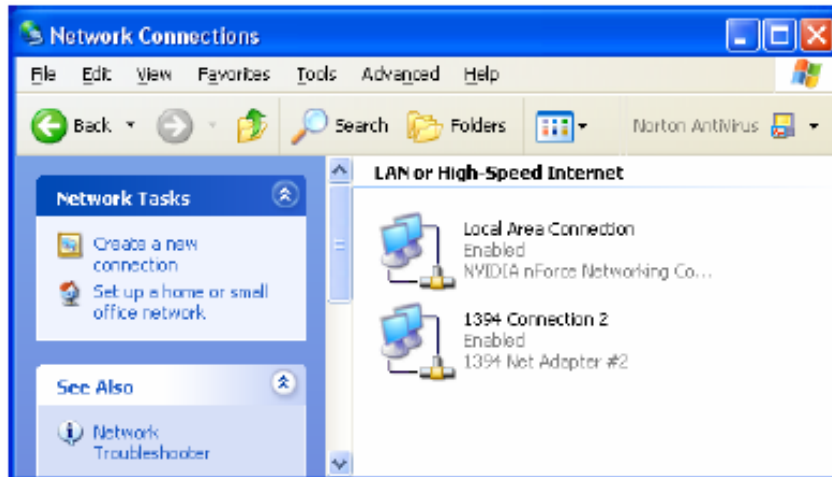 Network Connections
File Edit View Favorites Tools Advanced Help
Back Search Folders Norton AntiVirus
Network Tasks
Create a new
connection
Set up a home or small
office network
See Also
Network
Troubleshooter
LAN or High-Speed Internet
Local Area Connection
Enabled
NVIDIA nForce Networking Co...
1394 Connection 2
Enabled
1394 Net Adapter #2